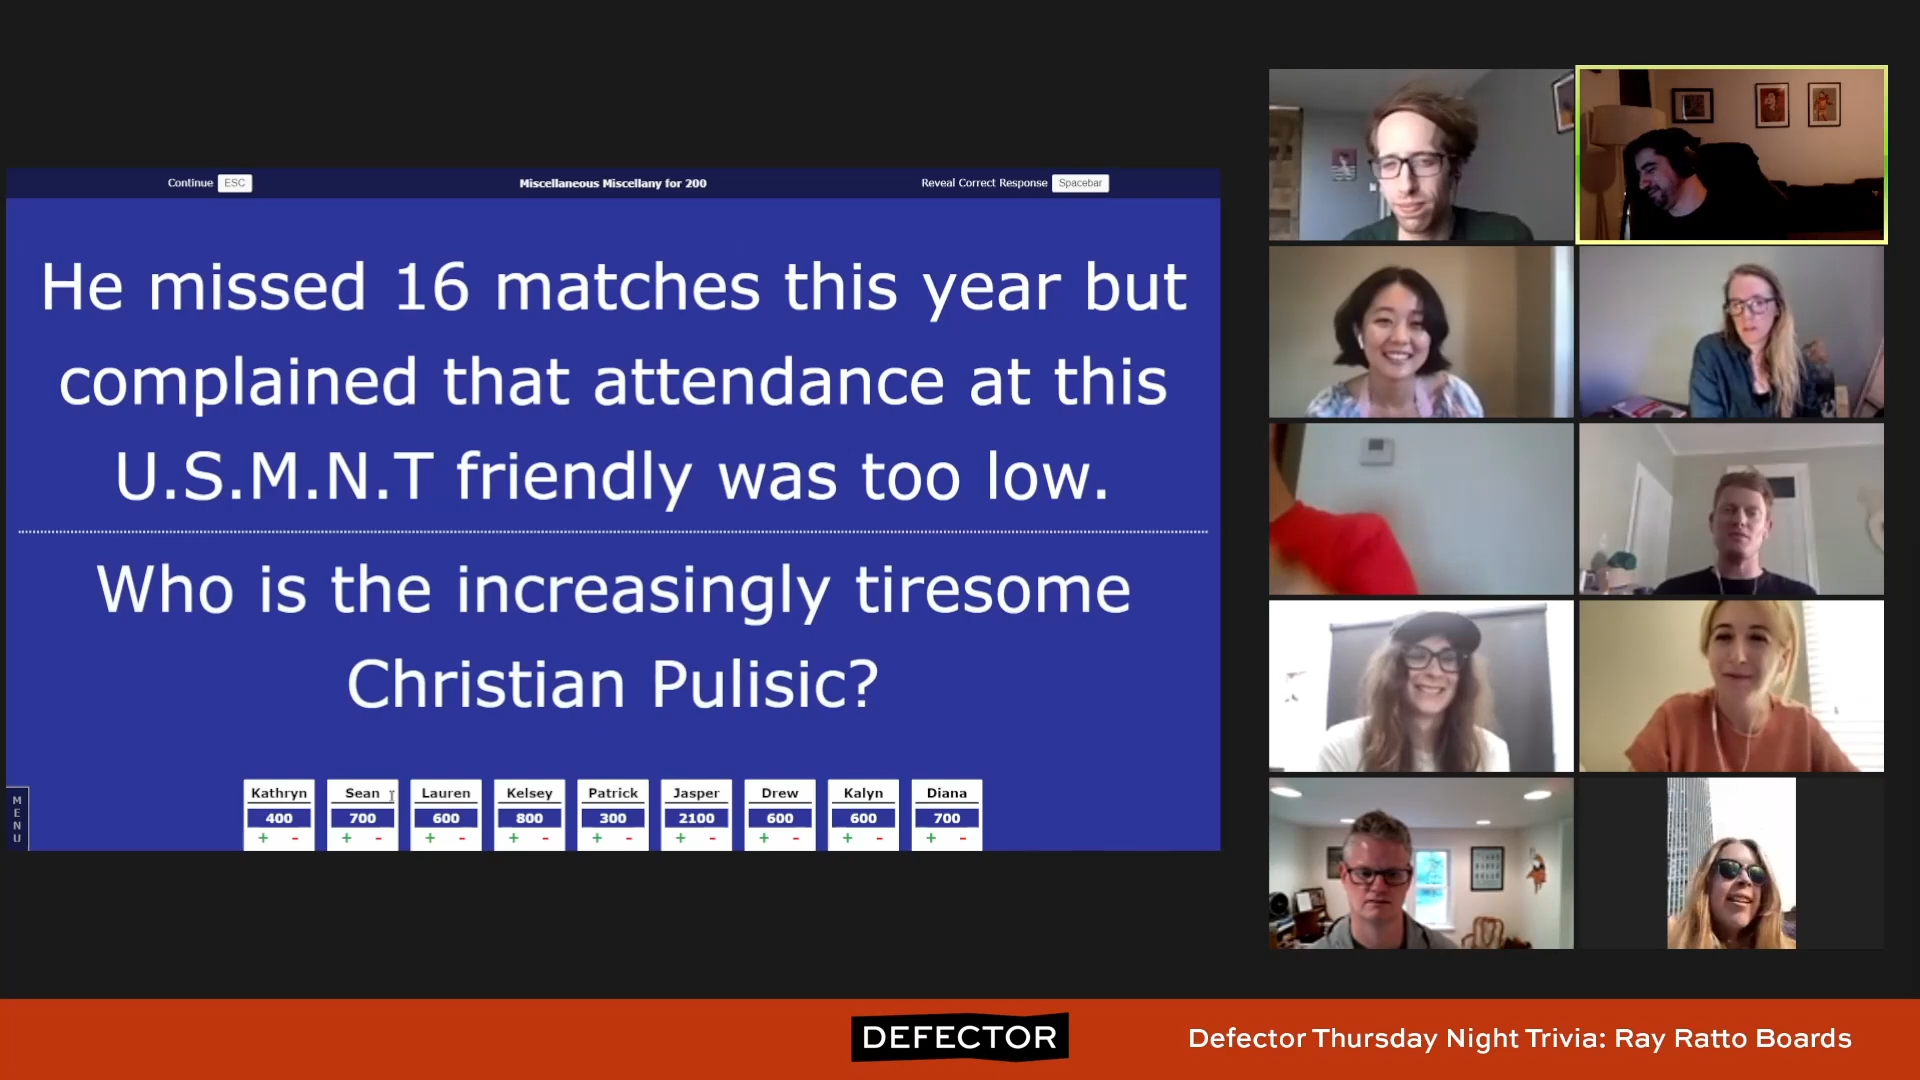 Continue ESC Miscellaneous Miscellany for 200 Reveal Correct Response Spacebar
He missed 16 matches this year but
complained that attendance at this
U.S.M.N.T friendly was too low.
Who is the increasingly tiresome
Christian Pulisic?
MENU
Kathryn Sean Lauren Kelsey Patrick Jasper Drew Kalyn Diana
400 700 600 800 300 2100 600 600 700
+ - + - + - + - + - + - + - + - + -
DEFECTOR
Defector Thursday Night Trivia: Ray Ratto Boards